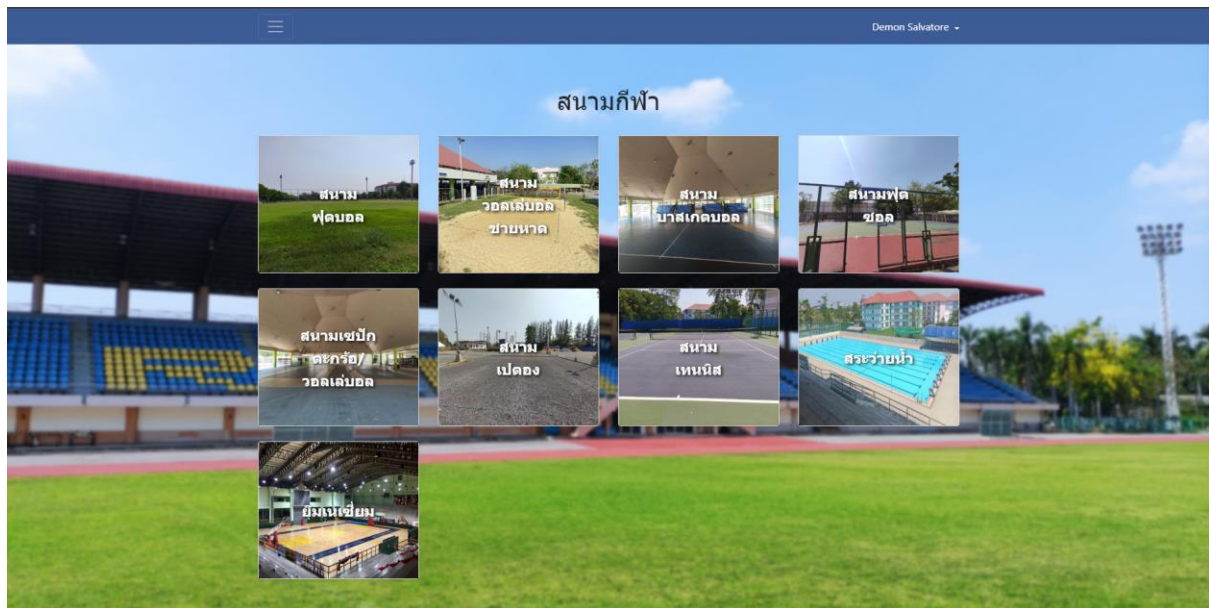 Demon Salvatore
สนามกีฬา
สนาม
ฟุตบอล
สนาม
วอลเล่บอล
ชายหาด
สนาม
บาสเกตบอล
สนามฟุต
ซอล
สนามเซปัก
ตะกร้อ/
วอลเล่บอล
สนาม
เปตอง
สนาม
เทนนิส
สระว่ายน้ำ
ยิมเนเซี่ยม